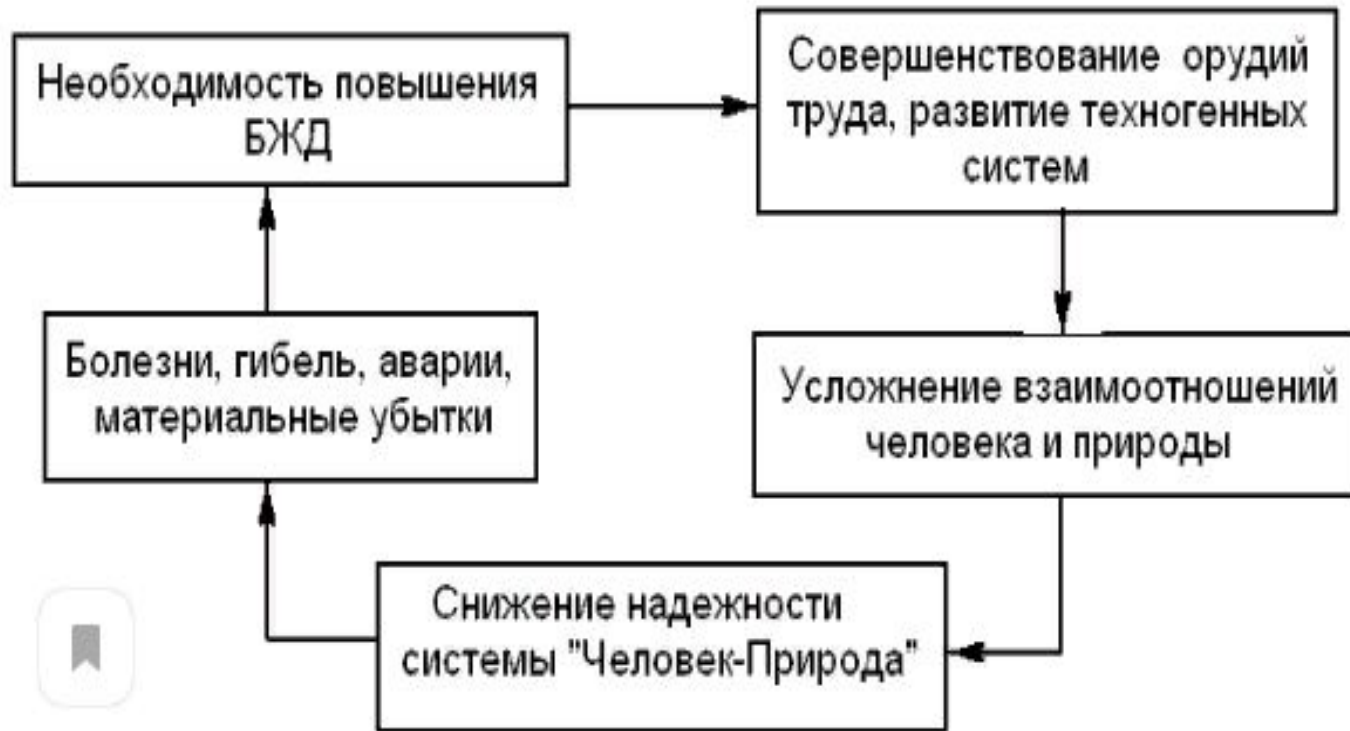 Необходимость повышения
БЖД
Совершенствование орудий
труда, развитие техногенных
систем
Усложнение взаимоотношений
человека и природы
Снижение надежности
системы "Человек-Природа"
Болезни, гибель, аварии,
материальные убытки